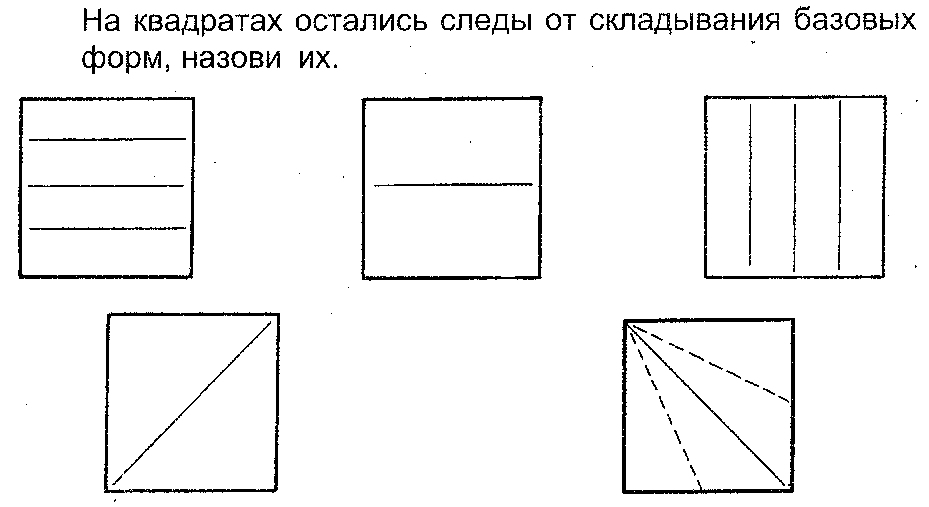 На квадратах остались следы от складывания базовых
форм, назови их.